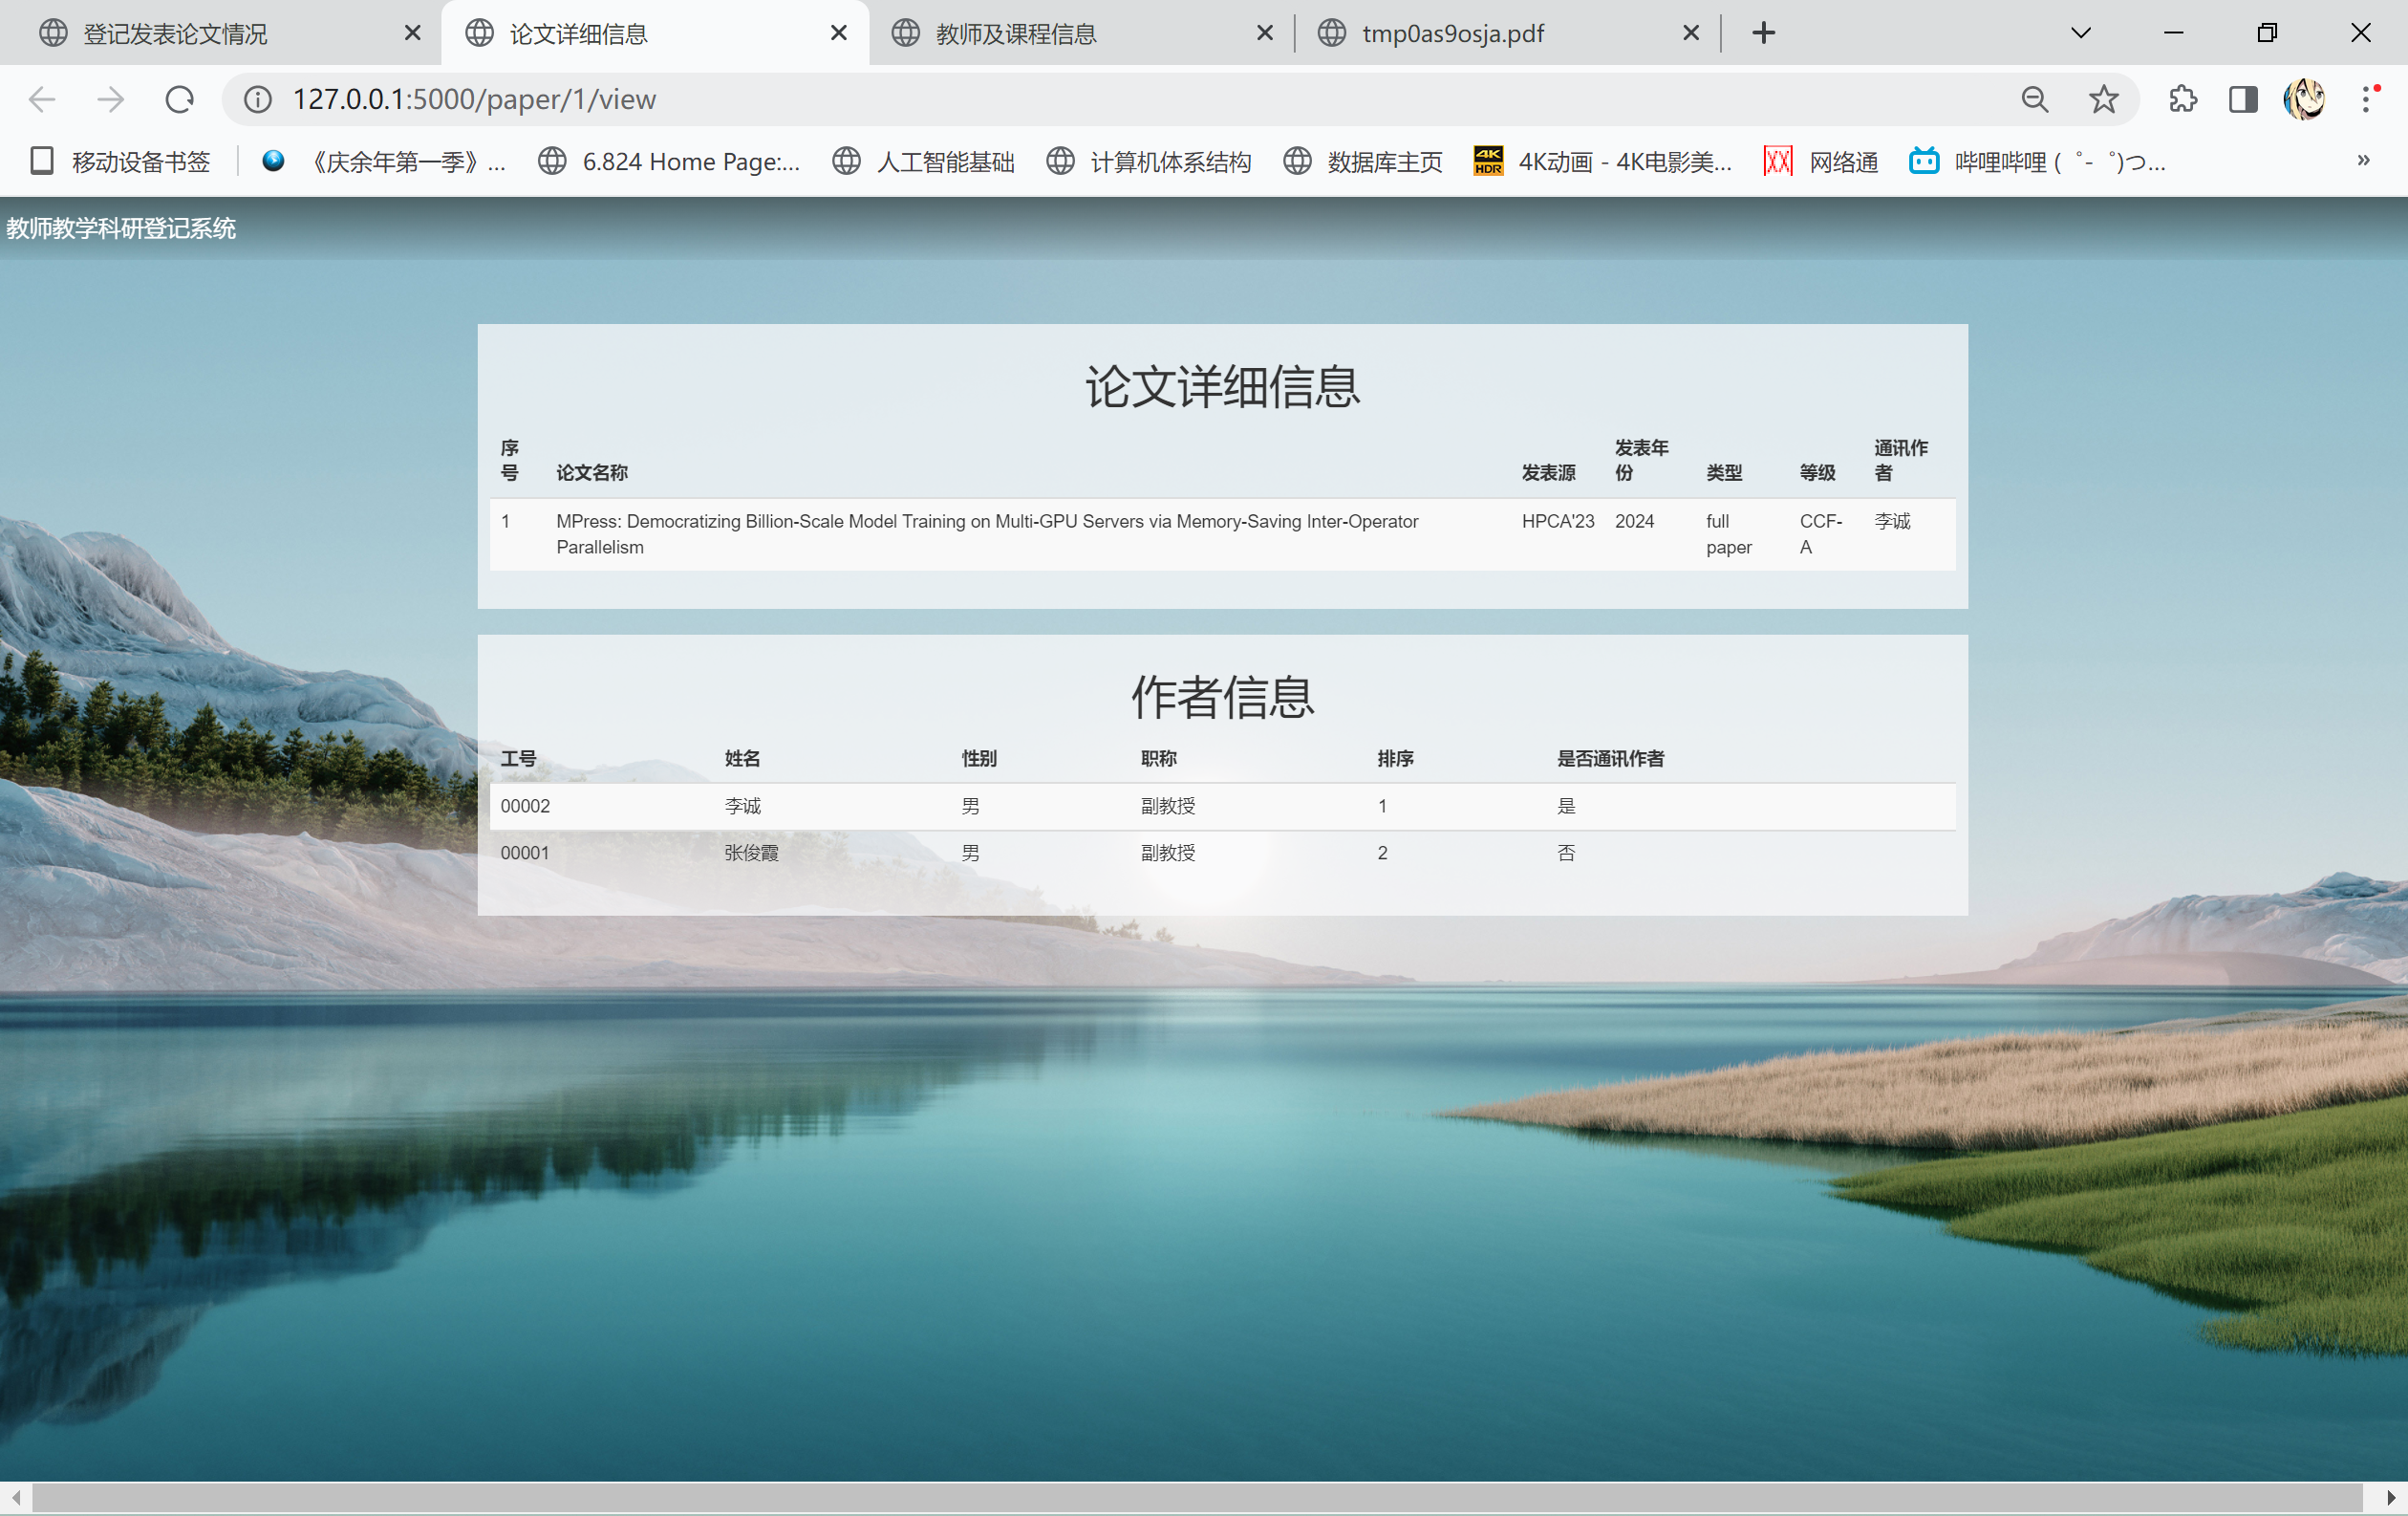 登记发表论文情况
论文详细信息
教师及课程信息
tmp0as9osja.pdf
127.0.0.1:5000/paper/1/view
移动设备书签
《庆余年第一季》...
6.824 Home Page:...
人工智能基础
计算机体系结构
数据库主页
4K HDR
4K动画 - 4K电影美...
网络通
哔哩哔哩 (゜-゜)つ...
»
教师教学科研登记系统
论文详细信息
序号 论文名称 发表源 发表年份 类型 等级 通讯作者
1 MPress: Democratizing Billion-Scale Model Training on Multi-GPU Servers via Memory-Saving Inter-Operator Parallelism HPCA'23 2024 full paper CCF-A 李诚
作者信息
工号 姓名 性别 职称 排序 是否通讯作者
00002 李诚 男 副教授 1 是
00001 张俊霞 男 副教授 2 否